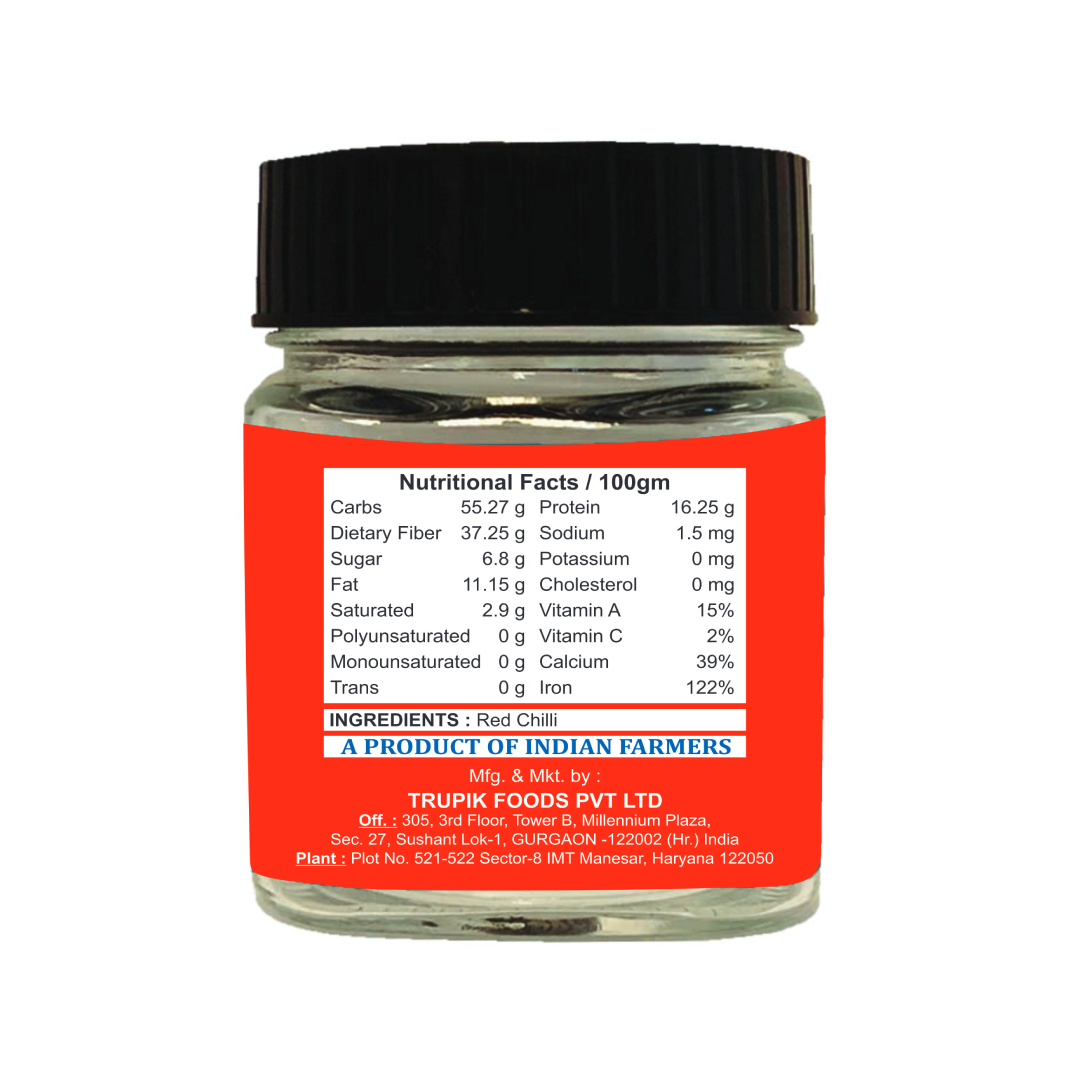 Nutritional Facts / 100gm
Carbs 55.27 g Protein 16.25 g
Dietary Fiber 37.25 g Sodium 1.5 mg
Sugar 6.8 g Potassium 0 mg
Fat 11.15 g Cholesterol 0 mg
Saturated 2.9 g Vitamin A 15%
Polyunsaturated 0 g Vitamin C 2%
Monounsaturated 0 g Calcium 39%
Trans 0 g Iron 122%
INGREDIENTS : Red Chilli
A PRODUCT OF INDIAN FARMERS
Mfg. & Mkt. by :
TRUPIK FOODS PVT LTD
Off. : 305, 3rd Floor, Tower B, Millennium Plaza,
Sec. 27, Sushant Lok-1, GURGAON -122002 (Hr.) India
Plant : Plot No. 521-522 Sector-8 IMT Manesar, Haryana 122050